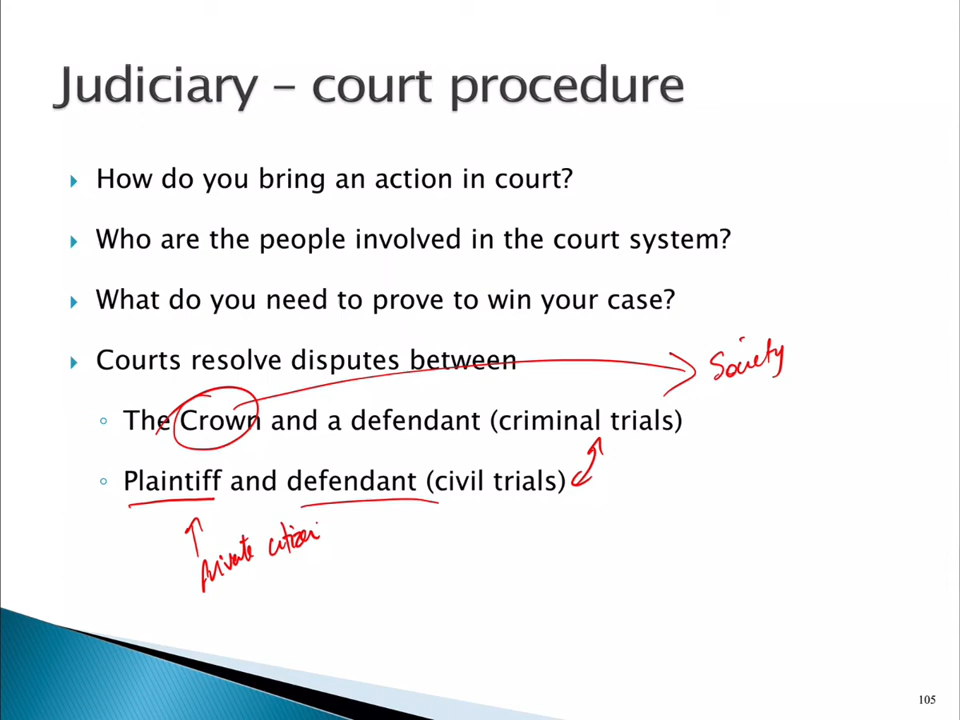 Judiciary – court procedure
How do you bring an action in court?
Who are the people involved in the court system?
What do you need to prove to win your case?
Courts resolve disputes between
Society
The Crown and a defendant (criminal trials)
Plaintiff and defendant (civil trials)
private citizen
105